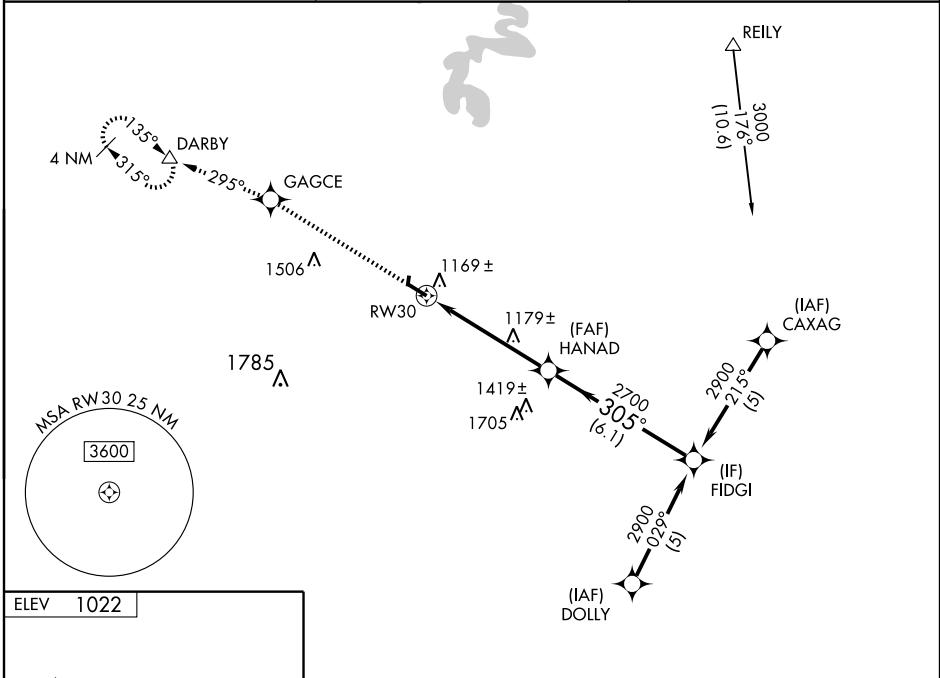 REILY
3000
176°
(10.6)
135°
DARBY
4 NM
315°
295°
GAGCE
1506
1169 ±
RW30
1179±
(FAF)
HANAD
(IAF)
CAXAG
1785
1419±
1705
2700
305°
(6.1)
2900
215°
(5)
MSA RW30 25 NM
3600
(IF)
FIDGI
2900
029°
(5)
(IAF)
DOLLY
ELEV 1022